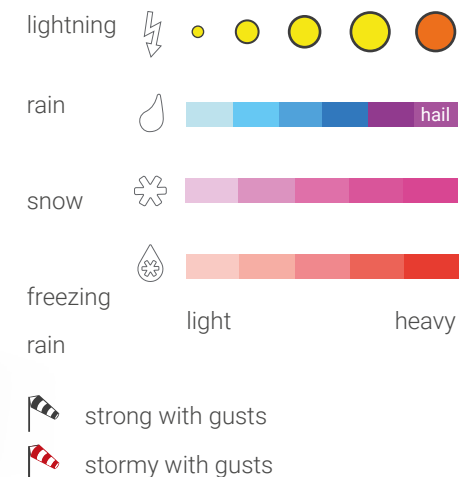 lightning
rain
hail
snow
freezing
rain
light heavy
strong with gusts
stormy with gusts